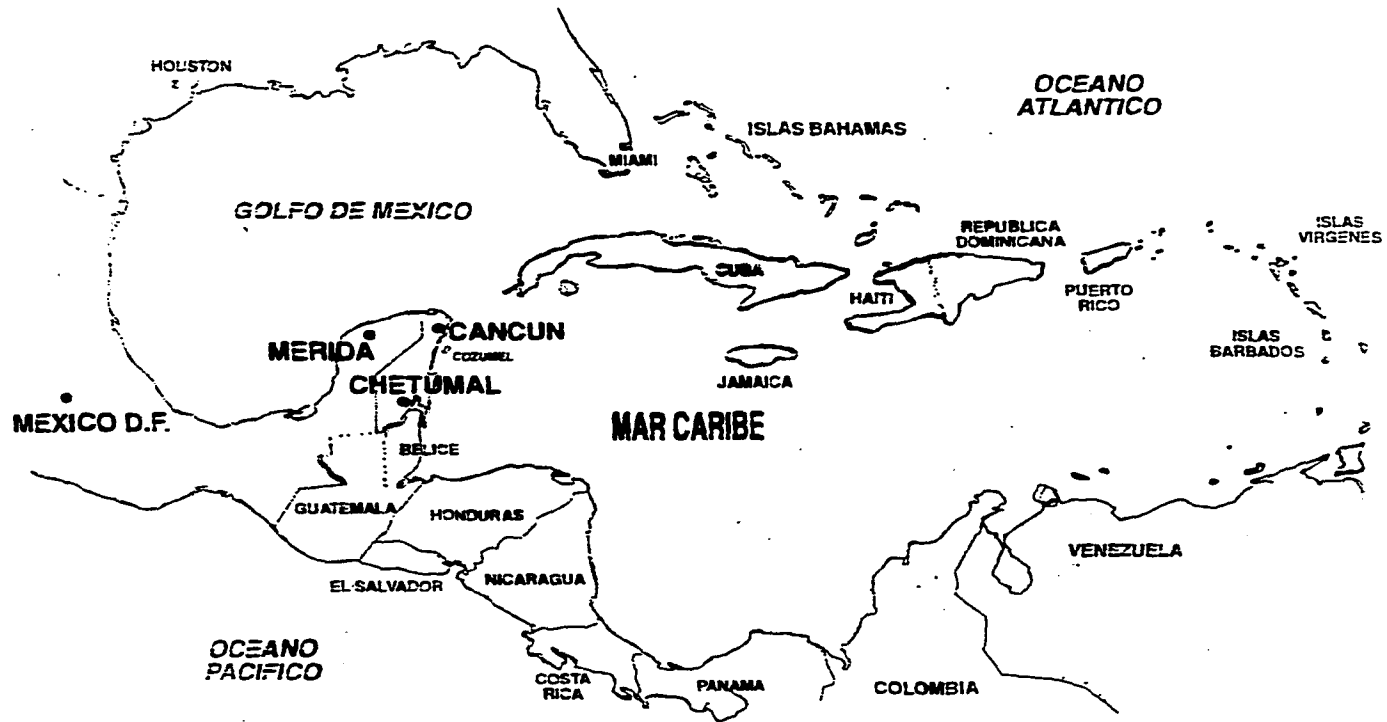 HOUSTON
OCEANO
ATLANTICO
ISLAS BAHAMAS
MIAMI
GOLFO DE MEXICO
REPUBLICA
DOMINICANA
ISLAS
VIRGENES
CUBA
HAITI
PUERTO
RICO
CANCUN
MERIDA
COZUMEL
ISLAS
BARBADOS
CHETUMAL
JAMAICA
MEXICO D.F.
MAR CARIBE
BELICE
GUATEMALA
HONDURAS
VENEZUELA
EL SALVADOR
NICARAGUA
OCEANO
PACIFICO
COSTA
RICA
PANAMA
COLOMBIA